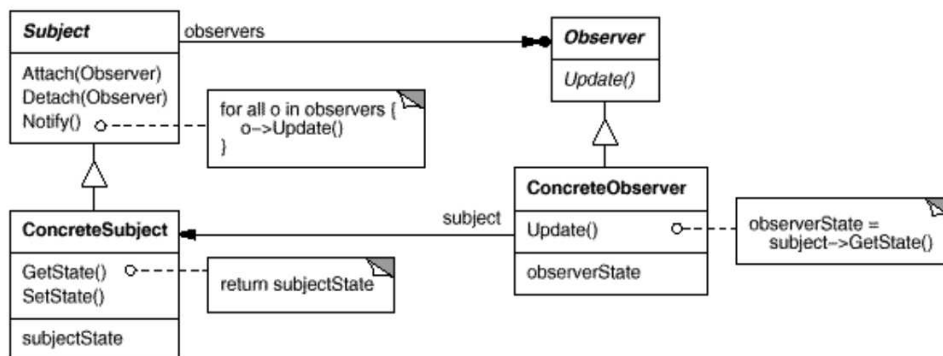 Subject
observers
Observer
Attach(Observer)
Detach(Observer)
Notify()
for all o in observers {
o->Update()
}
Update()
ConcreteSubject
subject
ConcreteObserver
GetState()
SetState()
return subjectState
Update()
observerState =
subject->GetState()
subjectState
observerState